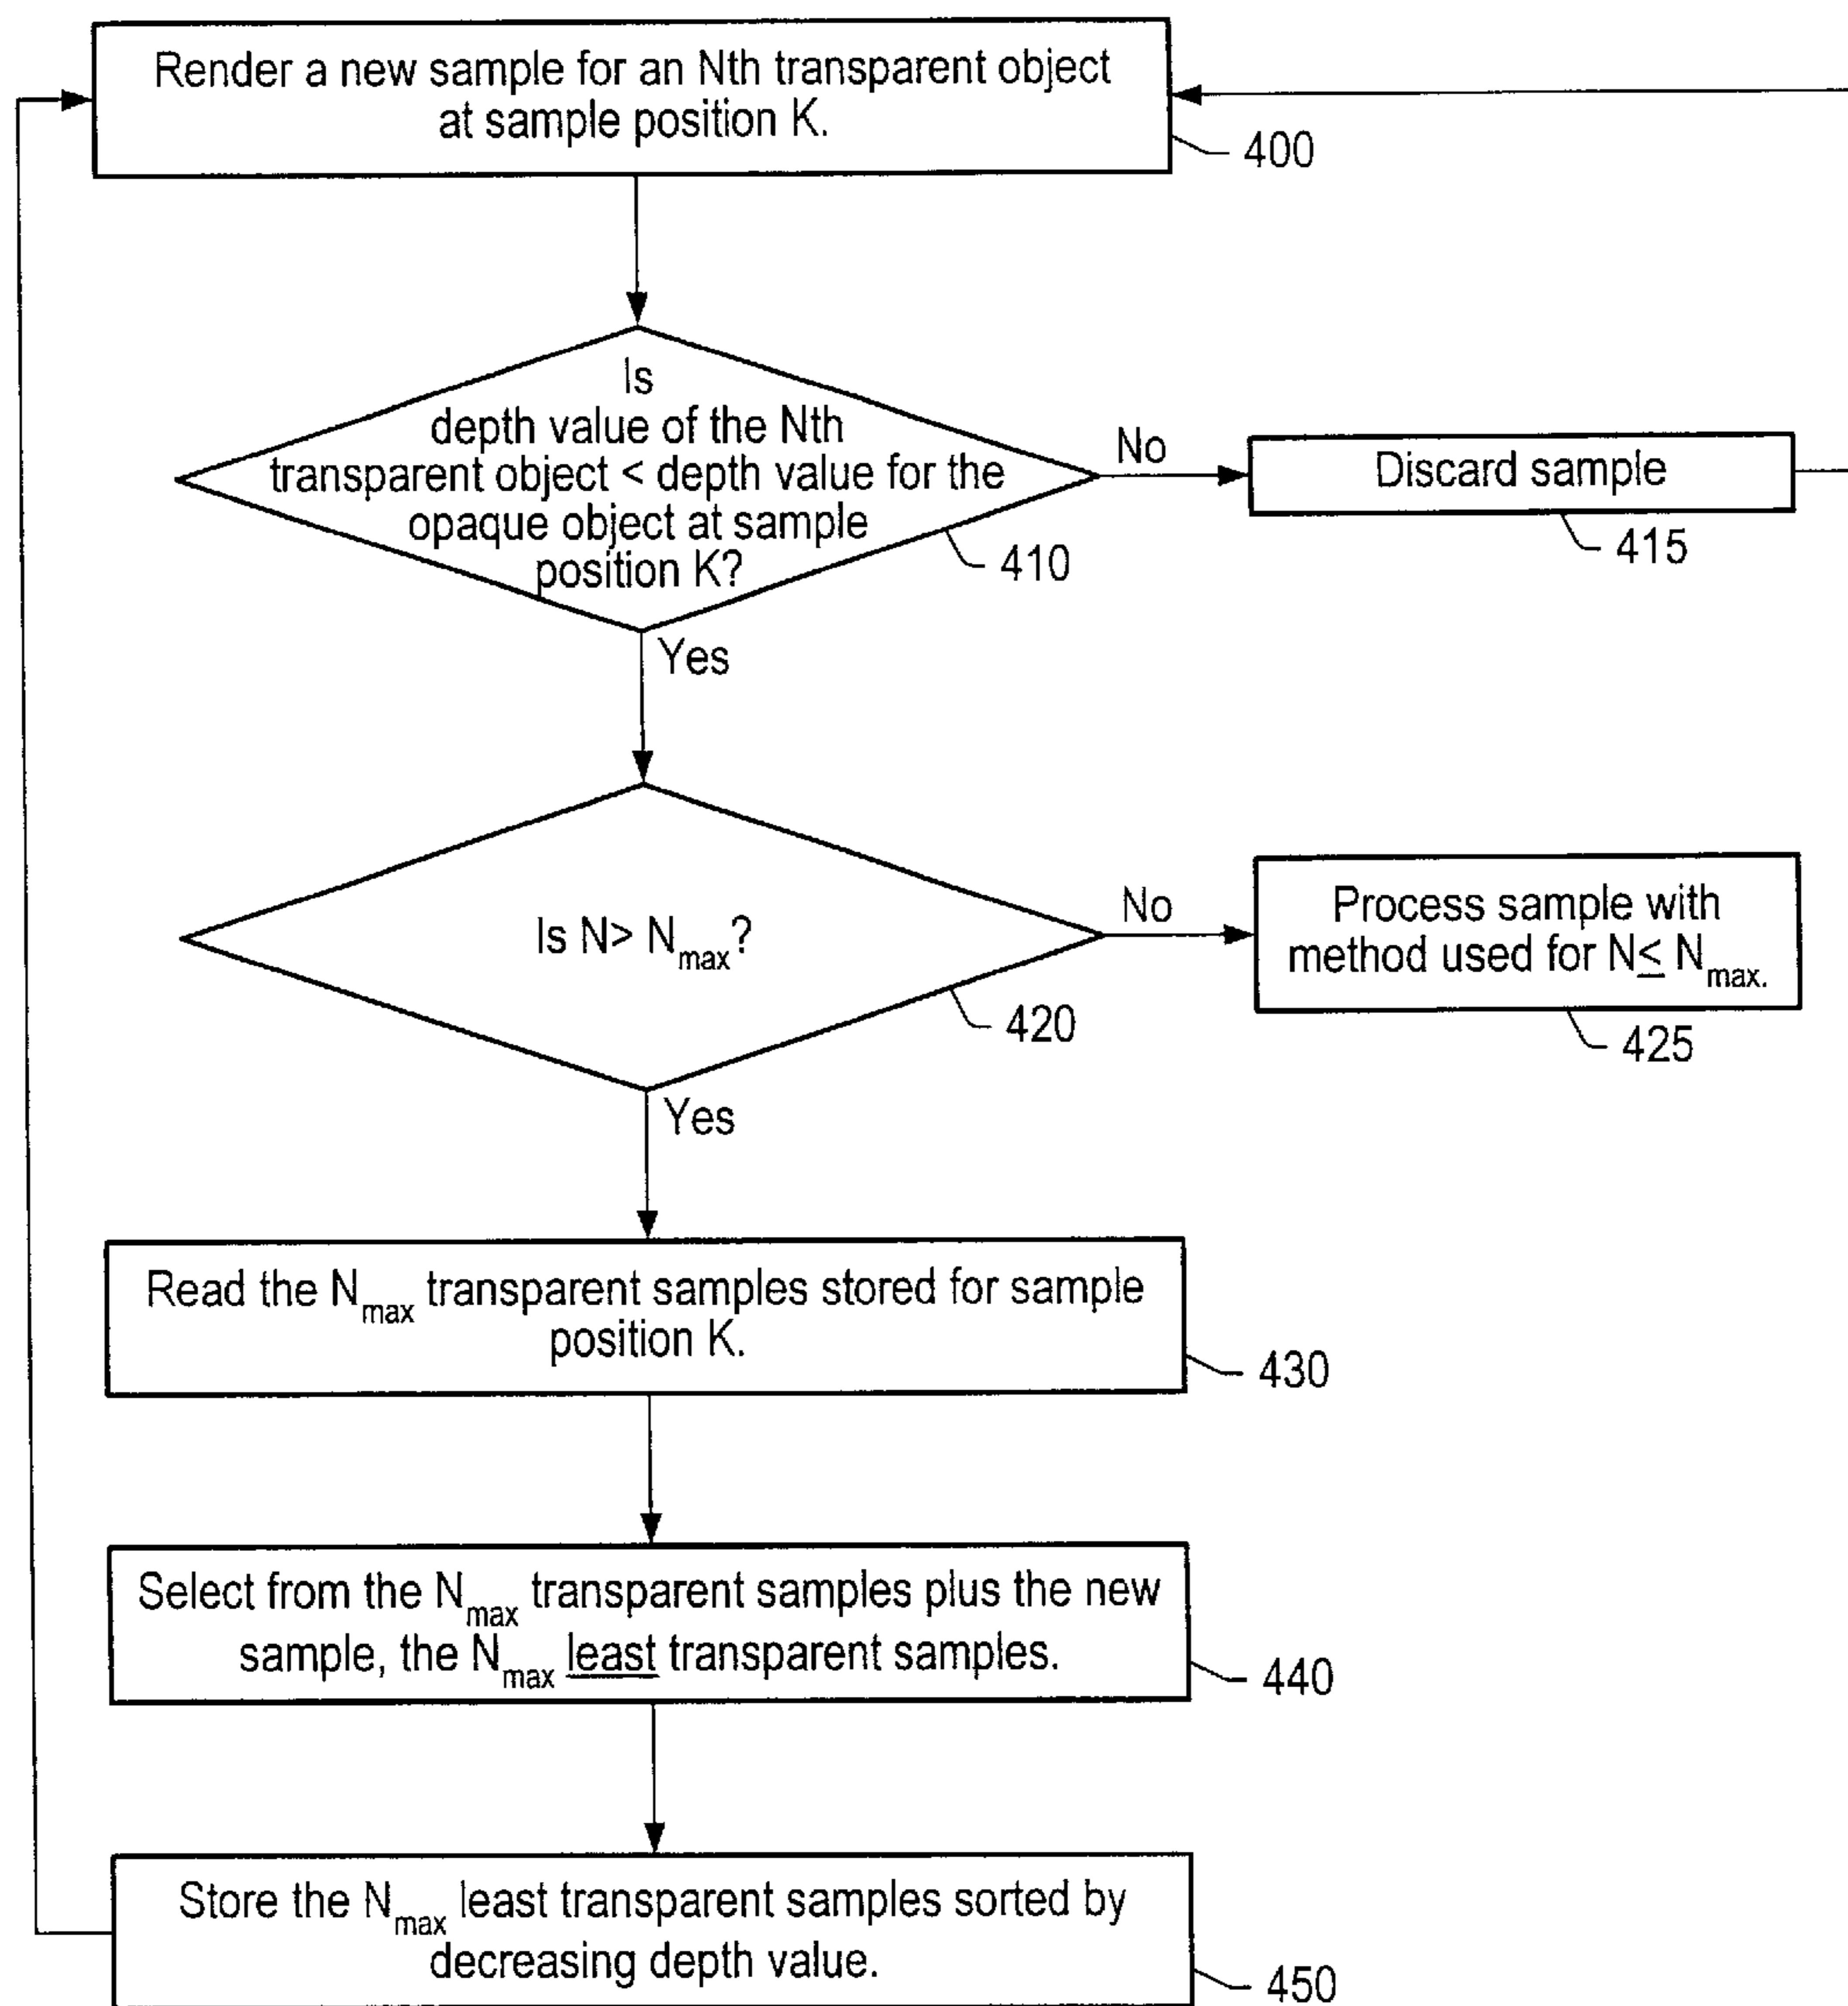 Render a new sample for an Nth transparent object
at sample position K.
400
Is
depth value of the Nth
transparent object < depth value for the
opaque object at sample
position K?
410
No
Discard sample
415
Yes
Is N> Nmax?
420
No
Process sample with
method used for N≤ Nmax.
425
Yes
Read the Nmax transparent samples stored for sample
position K.
430
Select from the Nmax transparent samples plus the new
sample, the Nmax least transparent samples.
440
Store the Nmax least transparent samples sorted by
decreasing depth value.
450